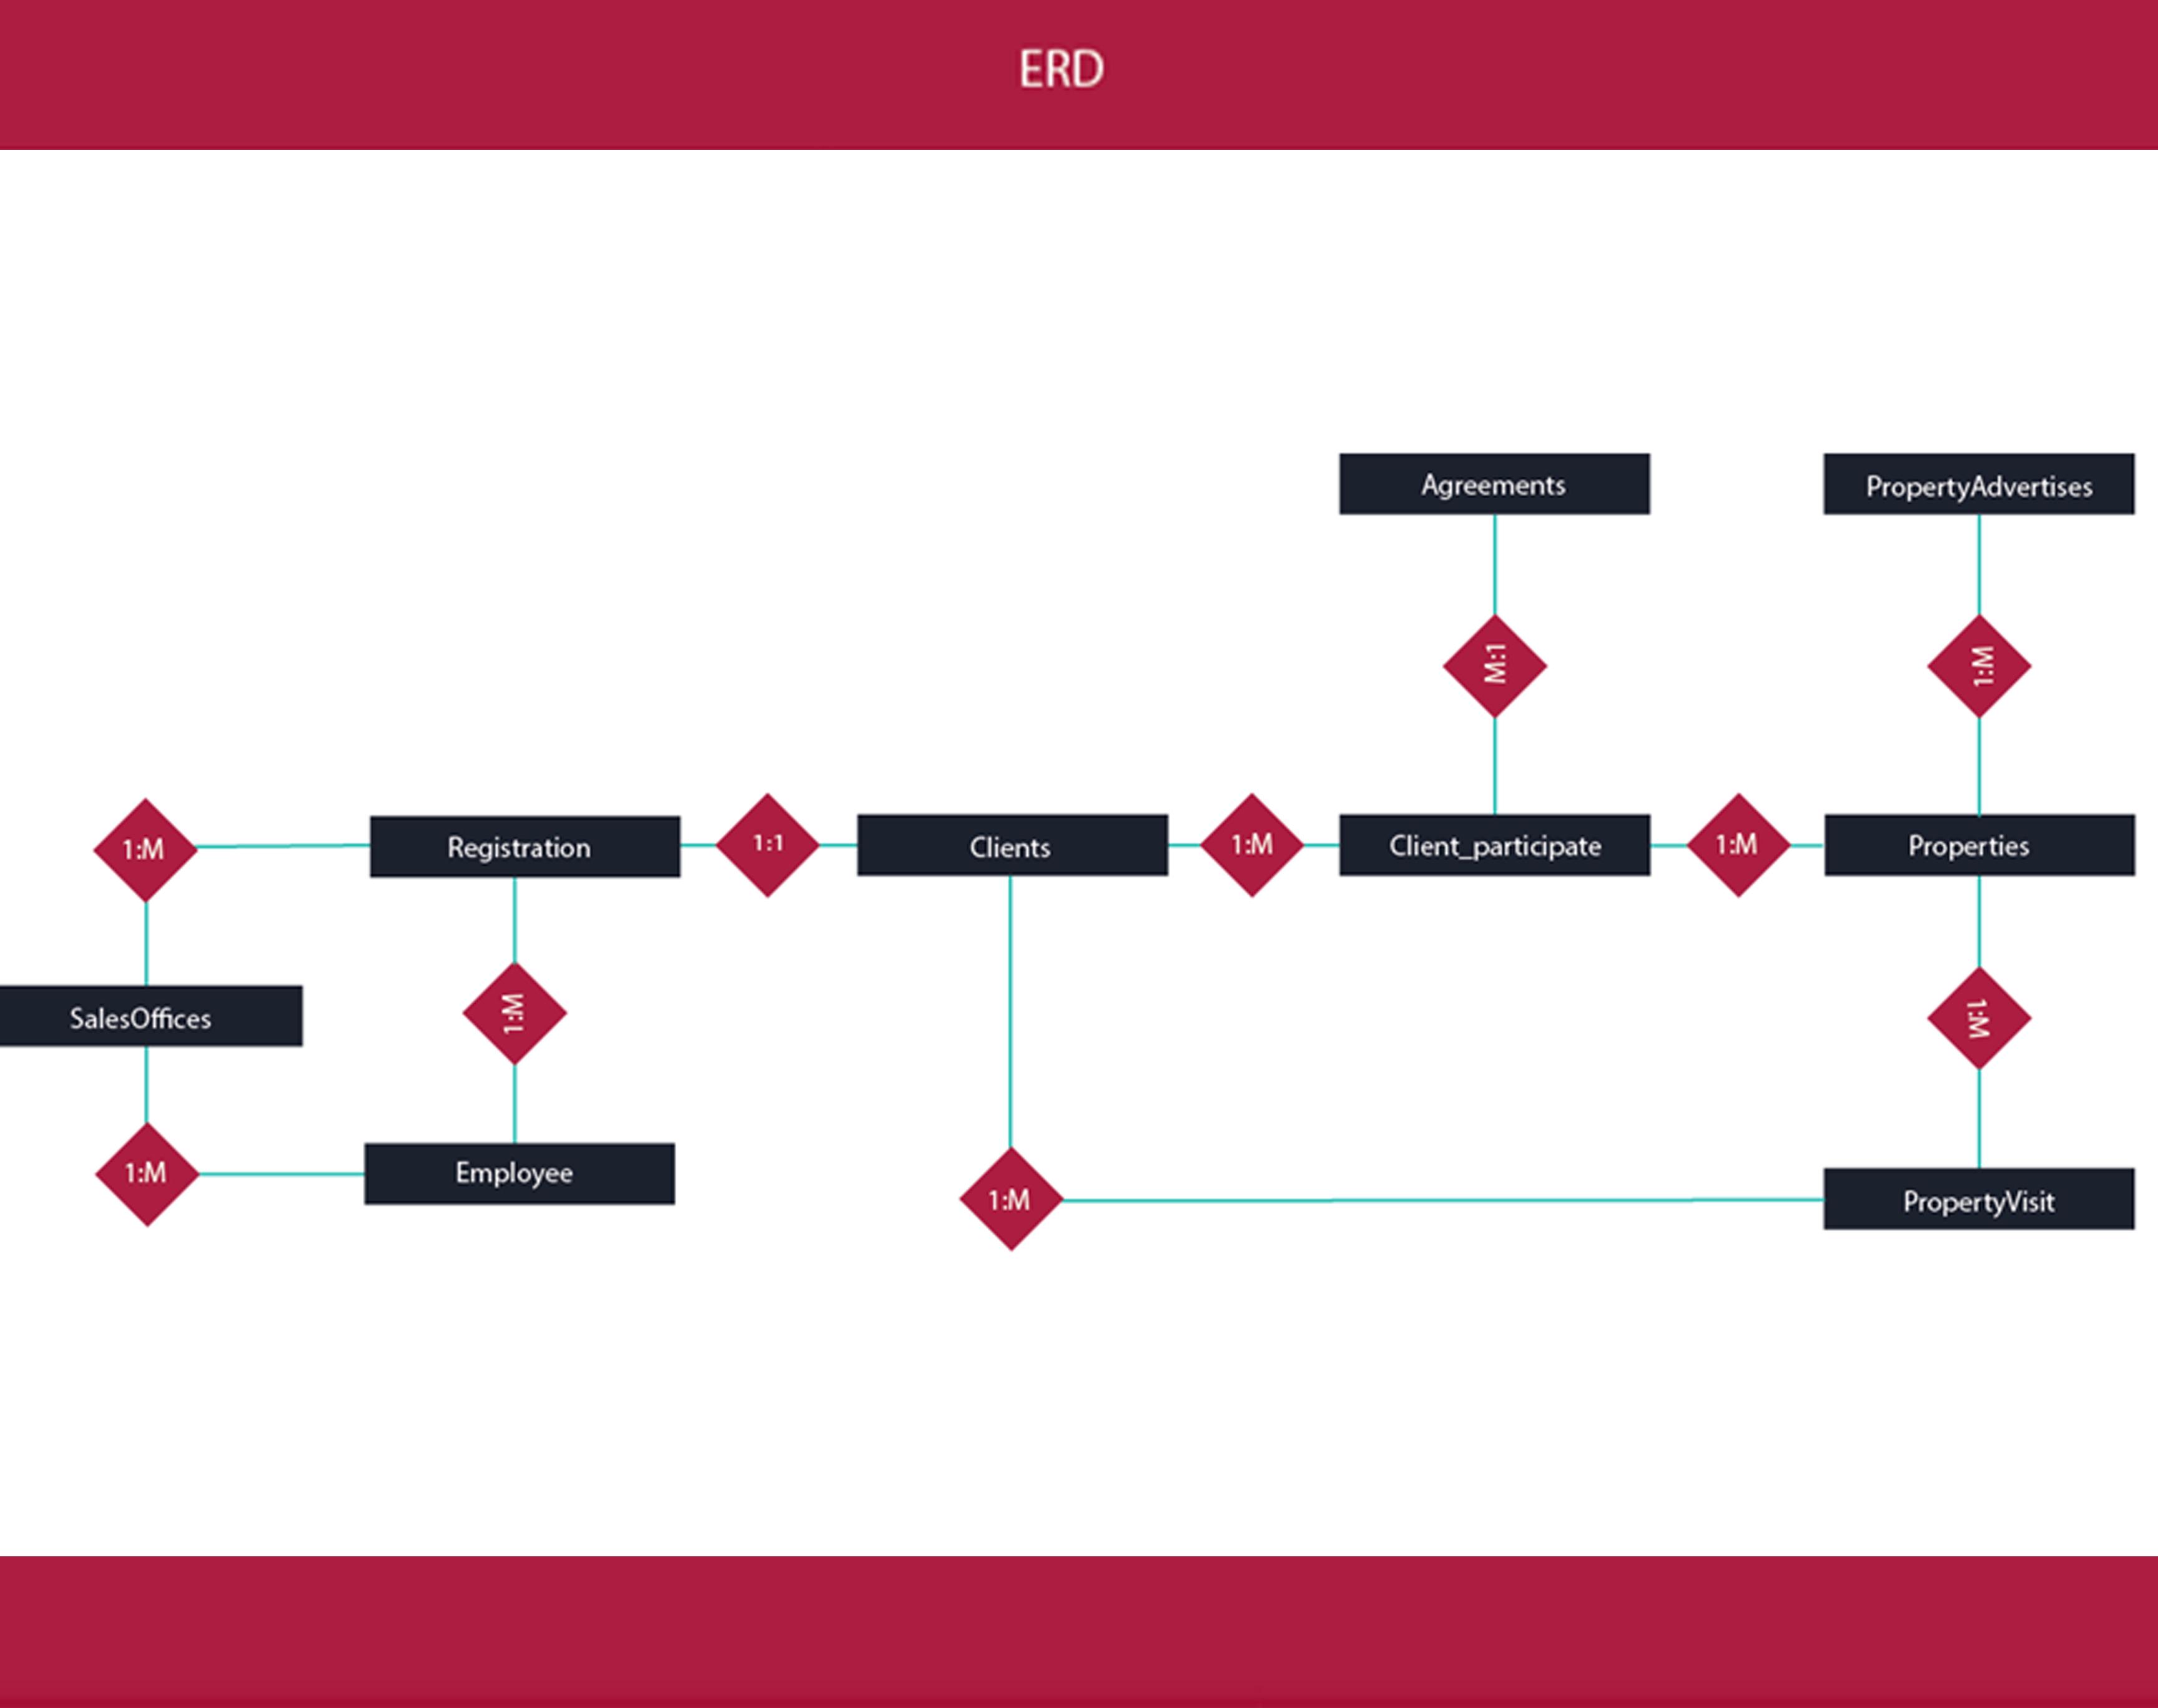 ERD
Agreements
PropertyAdvertises
M:1
1:M
1:M
Registration
1:1
Clients
1:M
Client_participate
1:M
Properties
SalesOffices
1:M
1:M
1:M
Employee
1:M
PropertyVisit